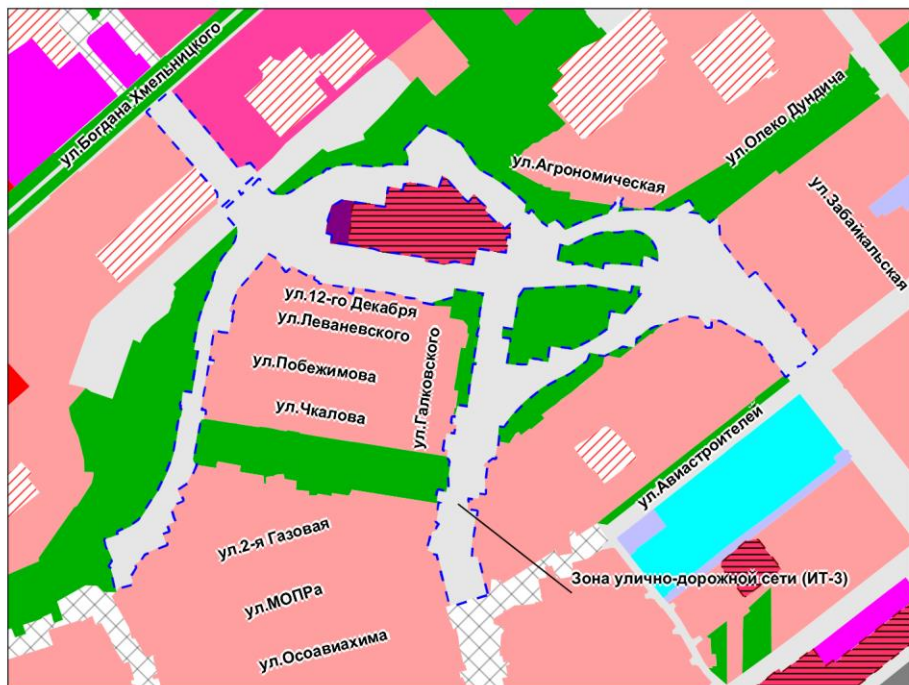 ул.Богдана Хмельницкого
ул.Олеко Дундича
ул.Агрономическая
ул.Забайкальская
ул.12-го Декабря
ул.Леваневского
ул.Галковского
ул.Побежимова
ул.Чкалова
ул.Авиастроителей
ул.2-я Газовая
Зона улично-дорожной сети (ИТ-3)
ул.МОПРа
ул.Осоавиахима